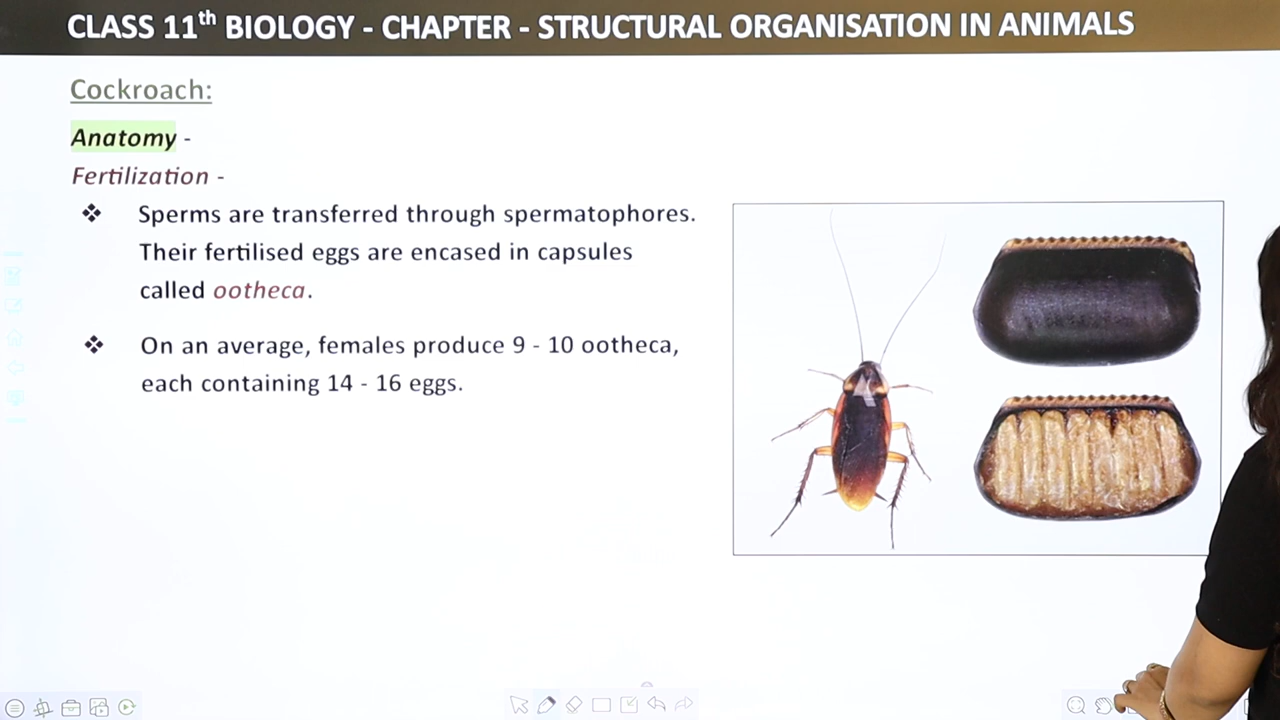 CLASS 11th BIOLOGY - CHAPTER - STRUCTURAL ORGANISATION IN ANIMALS
Cockroach:
Anatomy -
Fertilization -
❖ Sperms are transferred through spermatophores.
Their fertilised eggs are encased in capsules
called ootheca.
❖ On an average, females produce 9 - 10 ootheca,
each containing 14 - 16 eggs.